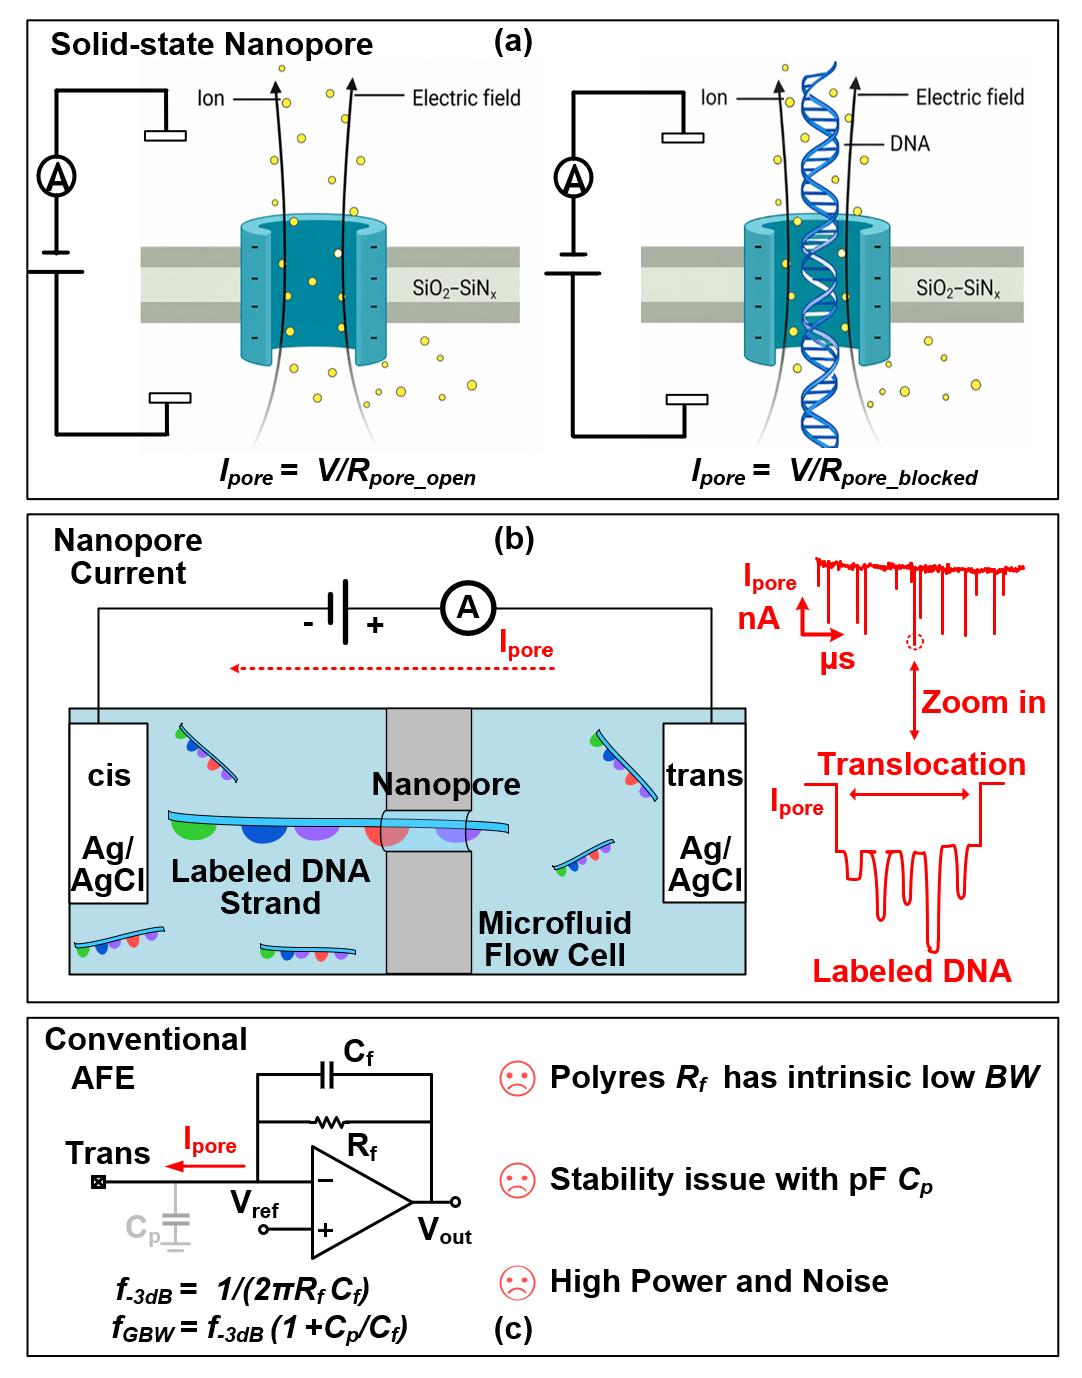 Solid-state Nanopore
(a)
Ion
Electric field
A
SiO2–SiNx
Ipore = V/Rpore_open
Ion
Electric field
DNA
A
SiO2–SiNx
Ipore = V/Rpore_blocked
Nanopore
Current
(b)
- +
A
Ipore
cis
Ag/
AgCl
Nanopore
Labeled DNA
Strand
Microfluid
Flow Cell
trans
Ag/
AgCl
Ipore
nA
µs
Zoom in
Translocation
Ipore
Labeled DNA
Conventional
AFE
Cf
Rf
Ipore
Trans
Cp
Vref
−
+
Vout
f-3dB = 1/(2πRf Cf)
fGBW = f-3dB (1 +Cp/Cf)
(c)
Polyres Rf has intrinsic low BW
Stability issue with pF Cp
High Power and Noise